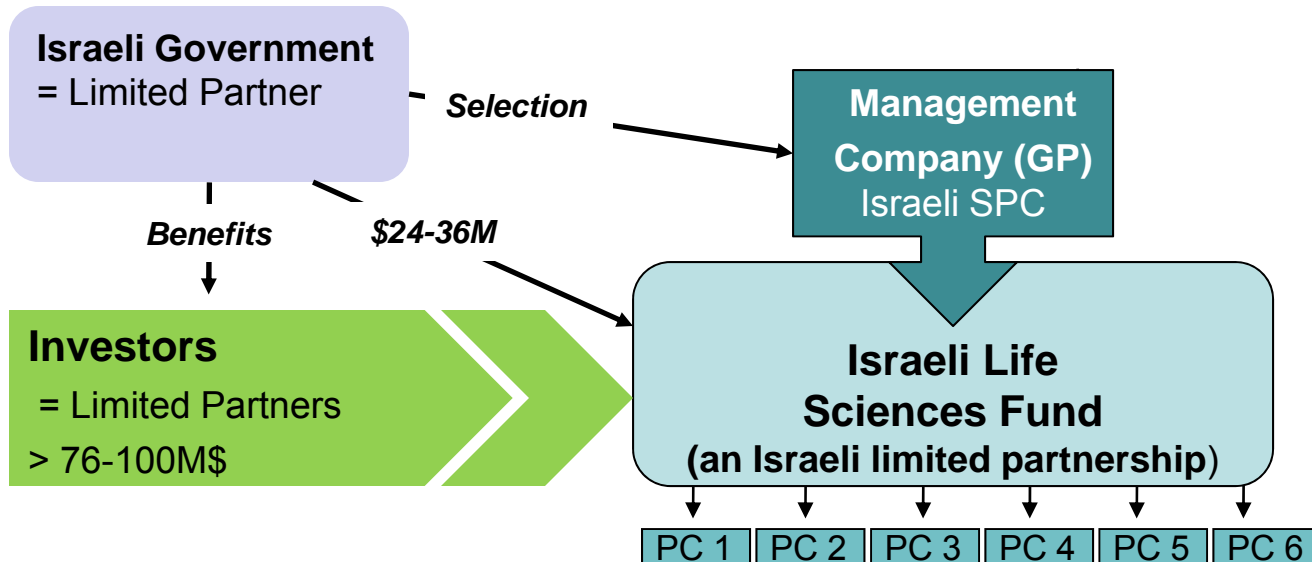 Israeli Government
= Limited Partner
Selection
Management
Company (GP)
Israeli SPC
Benefits
$24-36M
Investors
= Limited Partners
> 76-100M$
Israeli Life
Sciences Fund
(an Israeli limited partnership)
PC 1
PC 2
PC 3
PC 4
PC 5
PC 6